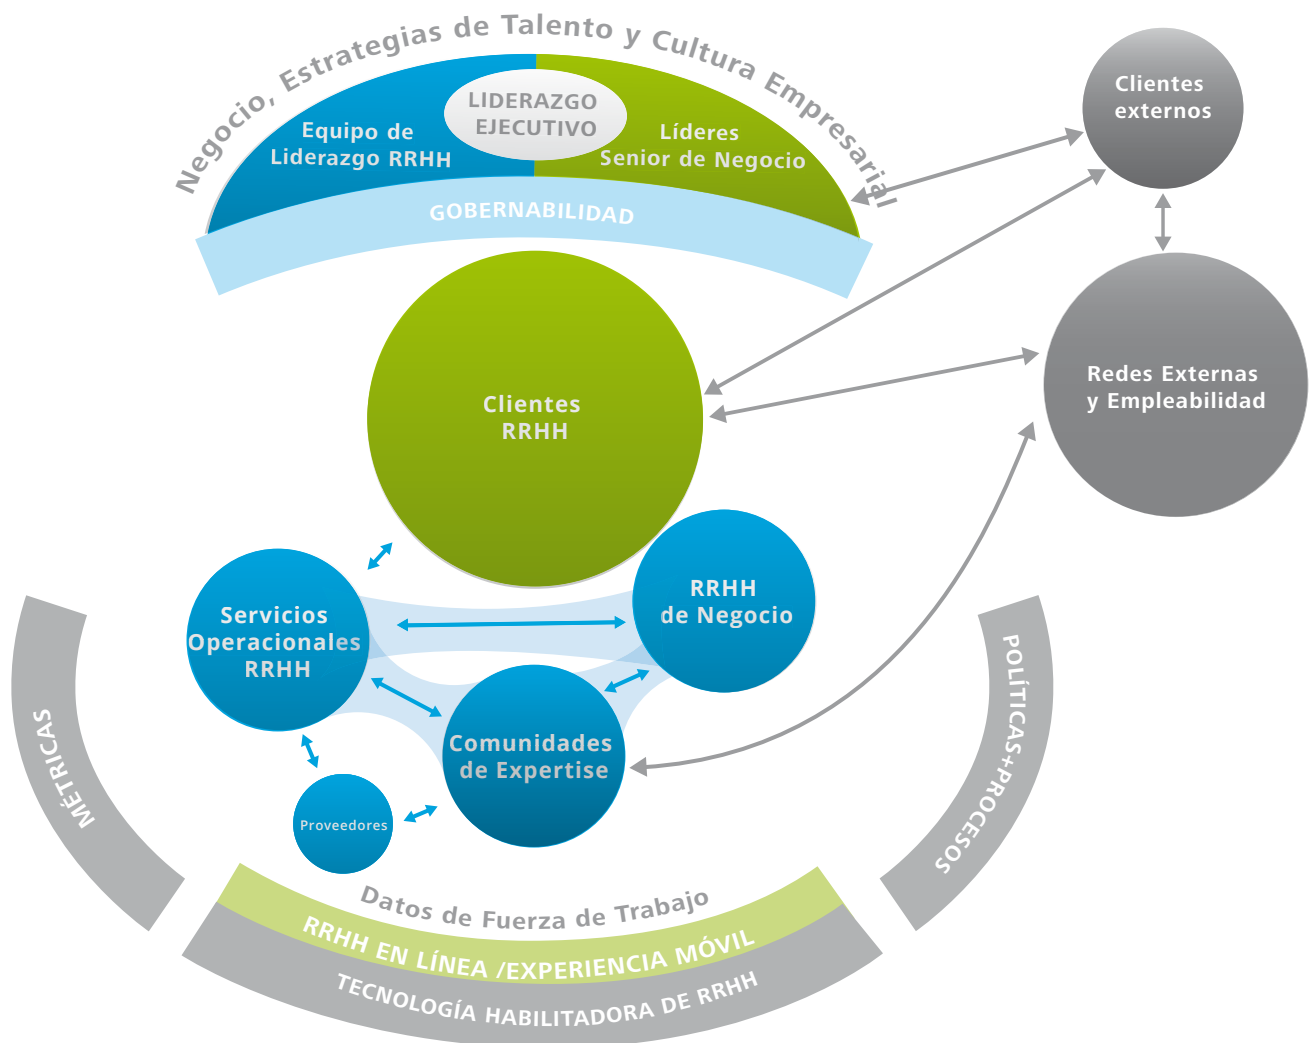 Negocio, Estrategias de Talento y Cultura Empresarial
LIDERAZGO
EJECUTIVO
Equipo de
Liderazgo RRHH
Líderes
Senior de Negocio
GOBERNABILIDAD
Clientes
externos
Redes Externas
y Empleabilidad
Clientes
RRHH
Servicios
Operacionales
RRHH
RRHH
de Negocio
Comunidades
de Expertise
Proveedores
MÉTRICAS
POLÍTICAS+PROCESOS
Datos de Fuerza de Trabajo
RRHH EN LÍNEA /EXPERIENCIA MÓVIL
TECNOLOGÍA HABILITADORA DE RRHH